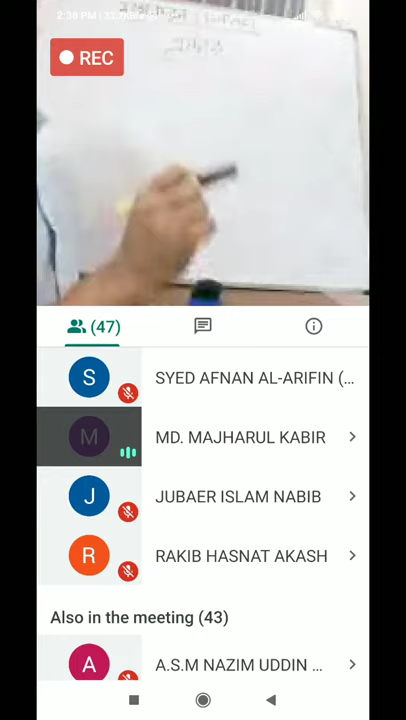 REC
(47)
S
SYED AFNAN AL-ARIFIN (...
M
MD. MAJHARUL KABIR
J
JUBAER ISLAM NABIB
R
RAKIB HASNAT AKASH
Also in the meeting (43)
A
A.S.M NAZIM UDDIN ...